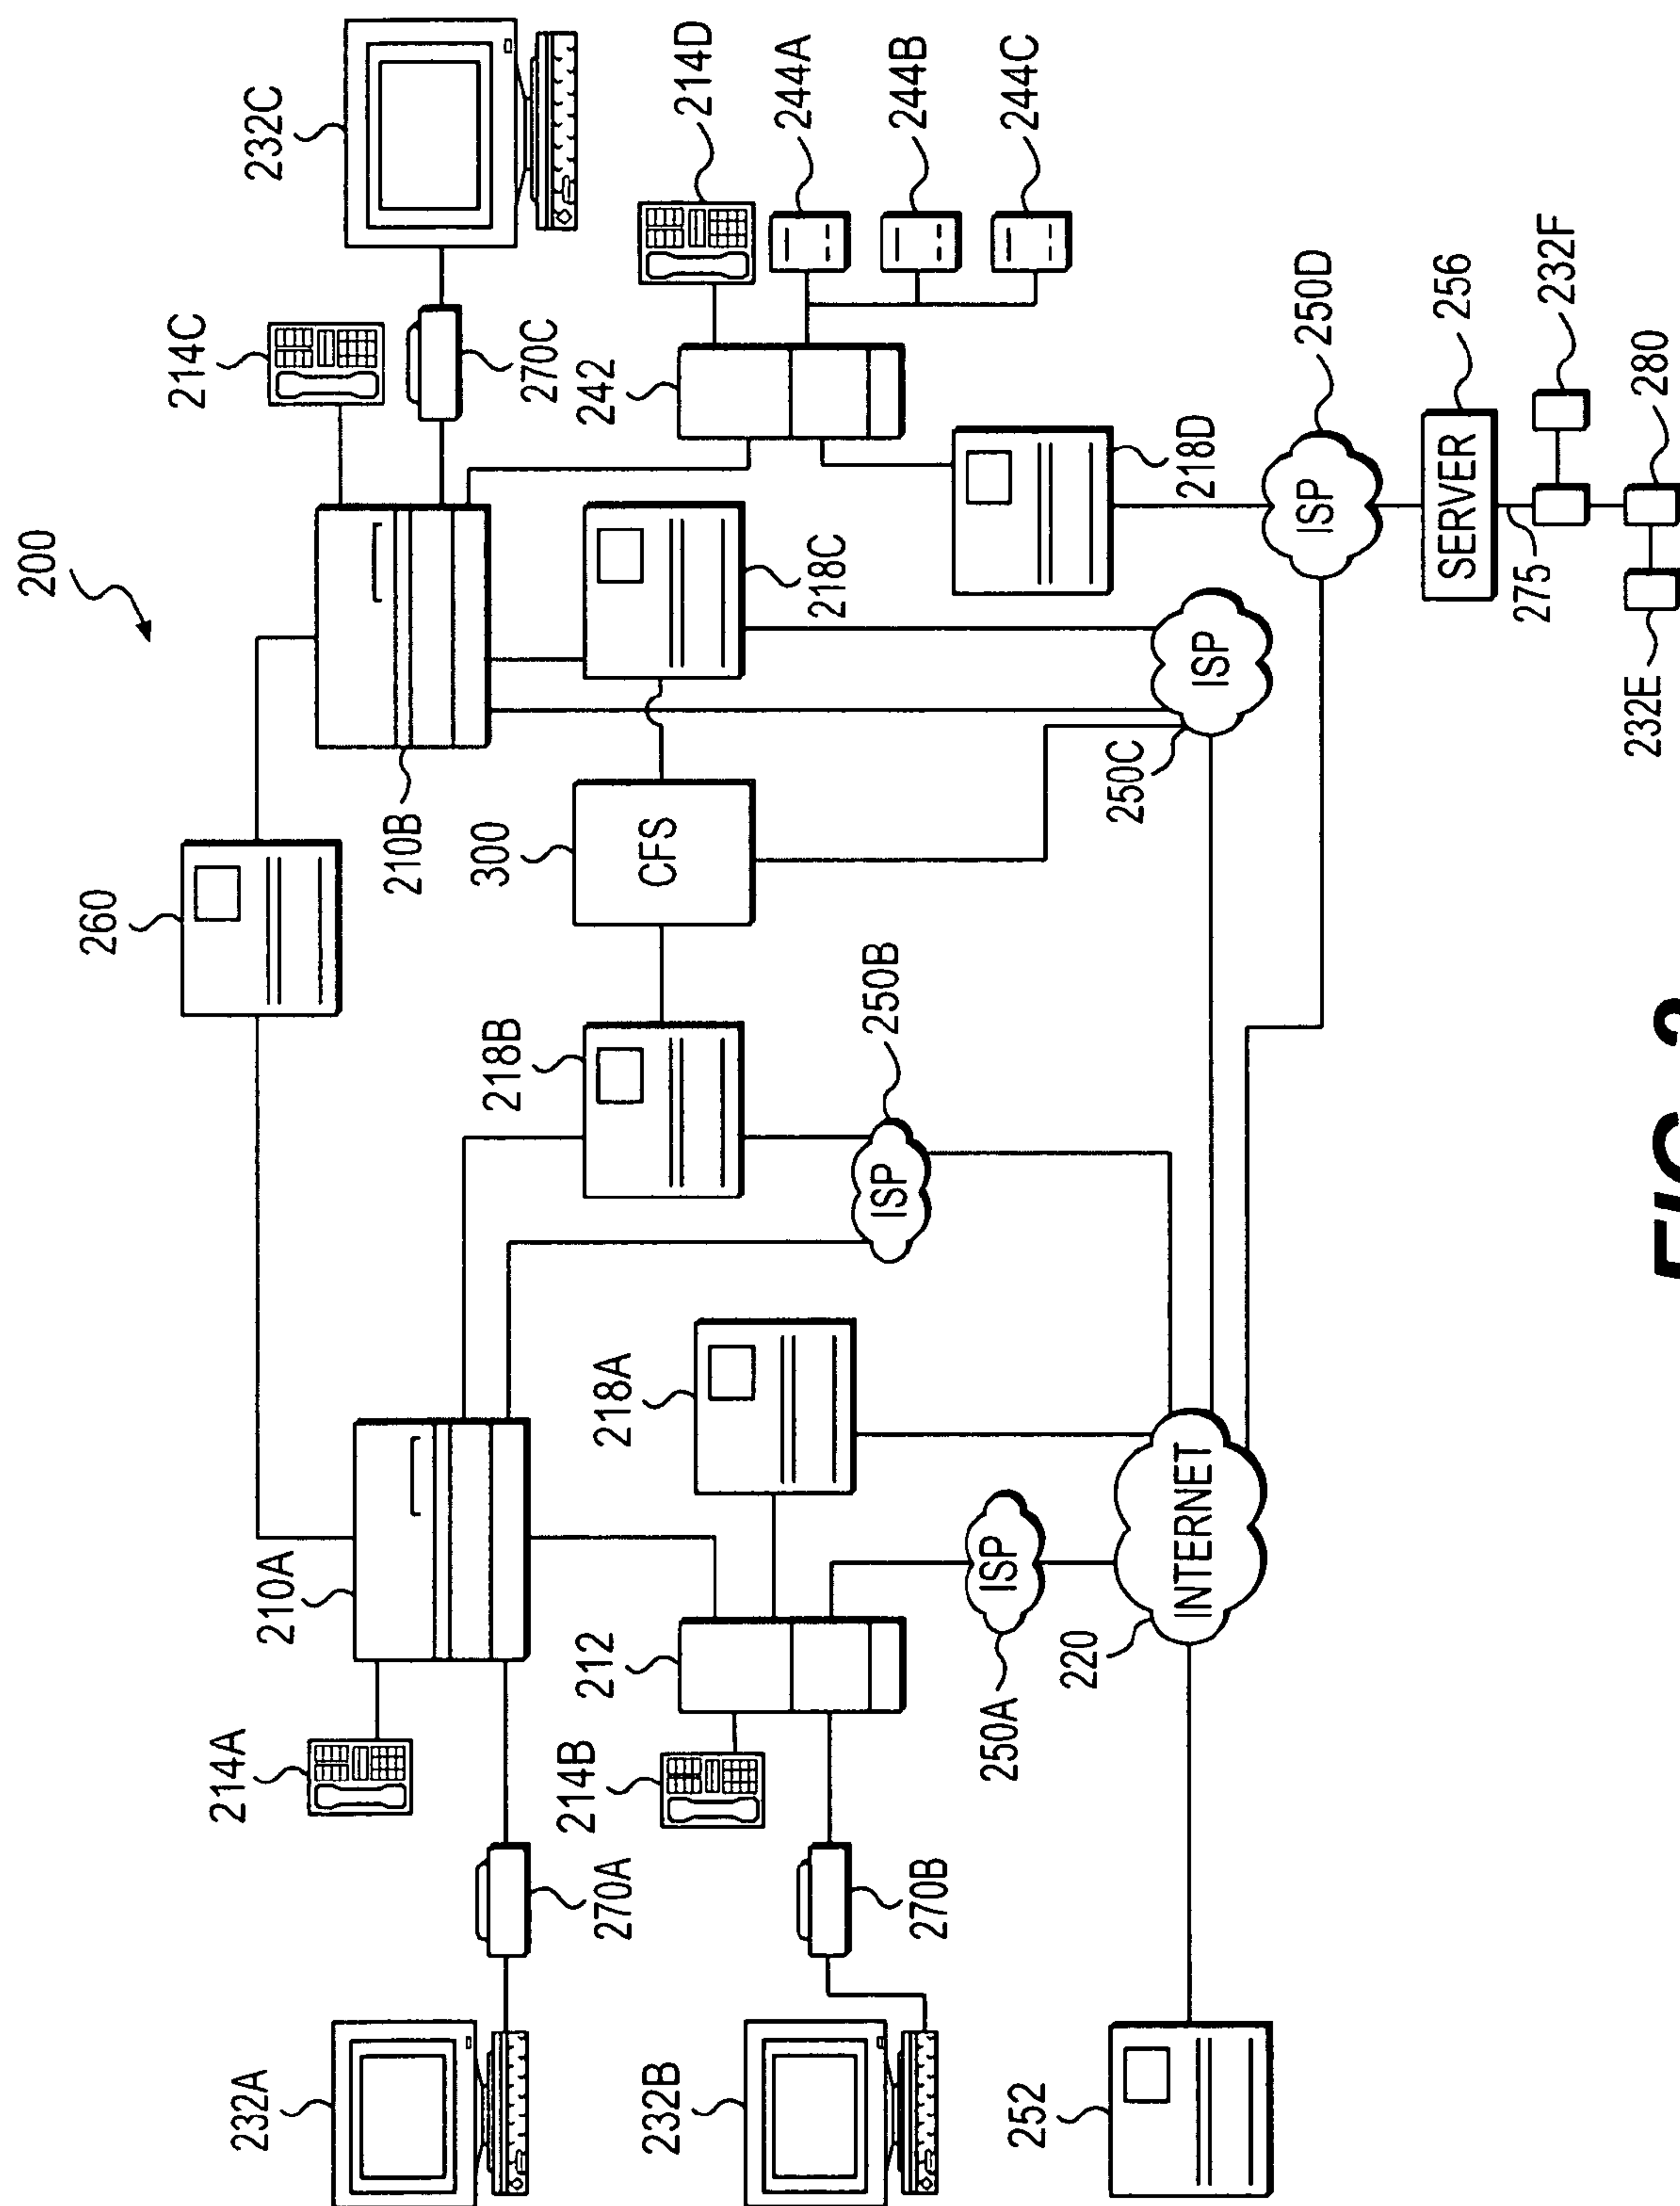 200
260
214C
214A
232A
232C
210A
210B
300
218B
270C
214B
212
242
270A
218A
232B
CFS
214D
244A
218C
250B
ISP
244B
270B
ISP
250A
244C
252
220
250C
INTERNET
ISP
218D
250D
ISP
256
SERVER
275
232F
232E
280
FIG